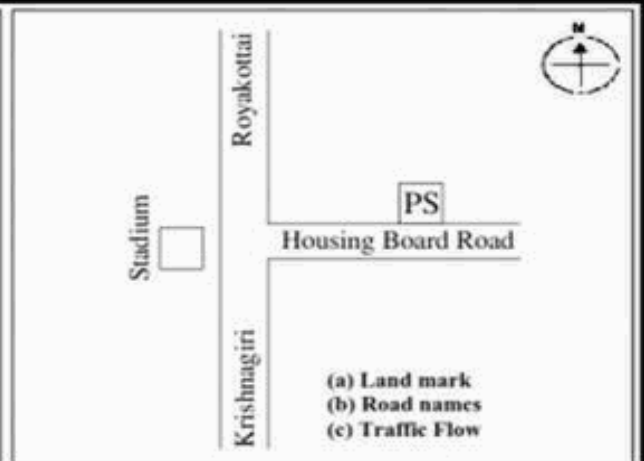 N
Royakottai
PS
Stadium
Housing Board Road
Krishnagiri
(a) Land mark
(b) Road names
(c) Traffic Flow